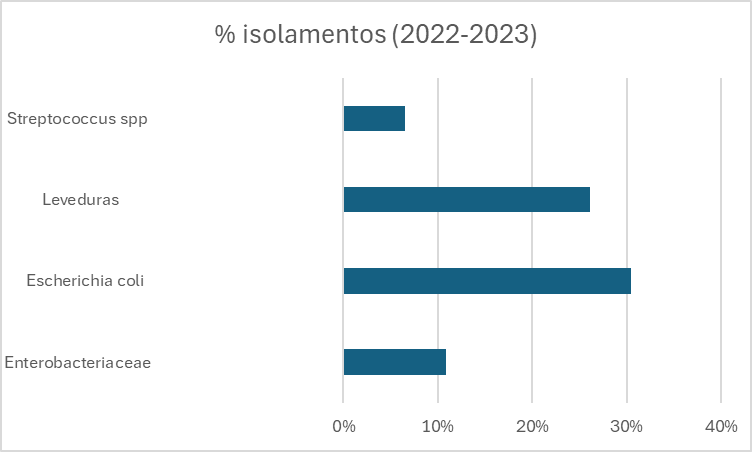 % isolamentos (2022-2023)
Streptococcus spp
Leveduras
Escherichia coli
Enterobacteriaceae
0% 10% 20% 30% 40%